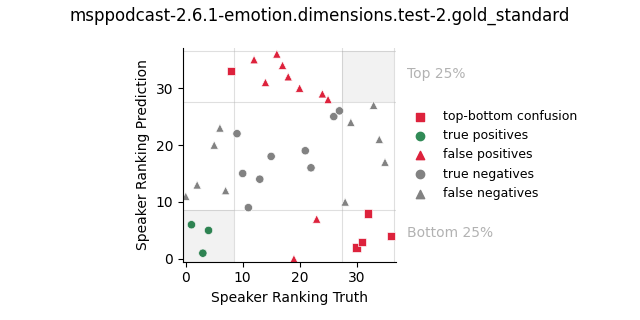 msppodcast-2.6.1-emotion.dimensions.test-2.gold_standard
Speaker Ranking Prediction
30
20
10
0
0
10
20
30
Speaker Ranking Truth
Top 25%
top-bottom confusion
true positives
false positives
true negatives
false negatives
Bottom 25%